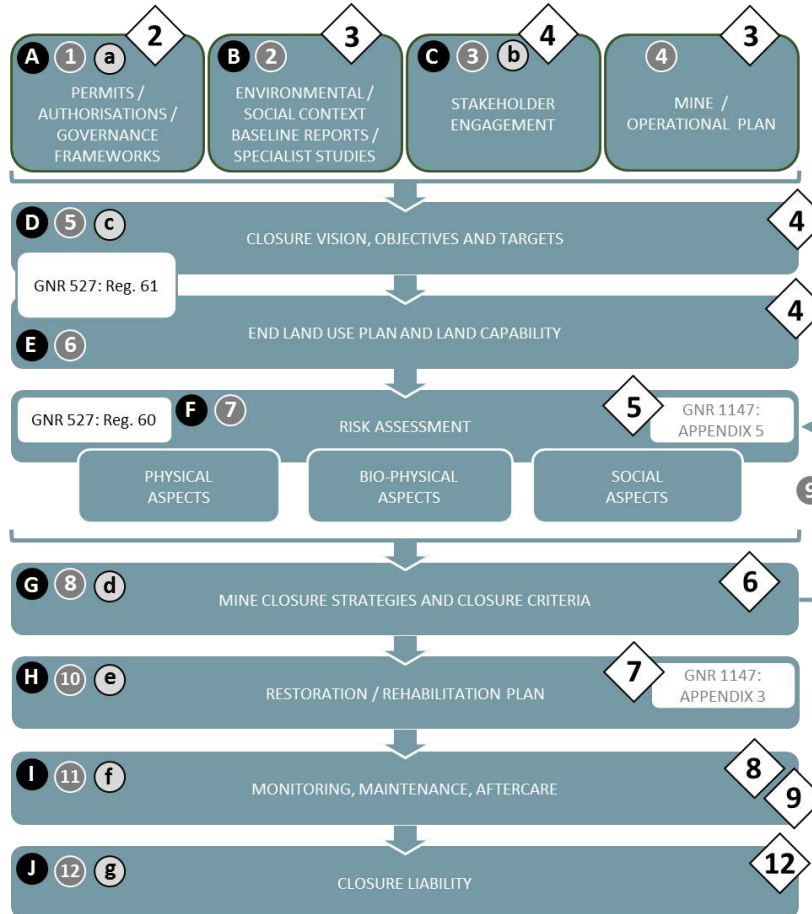 A 1 a 2
PERMITS /
AUTHORISATIONS /
GOVERNANCE
FRAMEWORKS
B 2 3
ENVIRONMENTAL /
SOCIAL CONTEXT
BASELINE REPORTS /
SPECIALIST STUDIES
C 3 b 4
STAKEHOLDER
ENGAGEMENT
4 3
MINE /
OPERATIONAL PLAN
D 5 c 4
CLOSURE VISION, OBJECTIVES AND TARGETS
GNR 527: Reg. 61
4
END LAND USE PLAN AND LAND CAPABILITY
E 6
GNR 527: Reg. 60
F 7
RISK ASSESSMENT
5
GNR 1147:
APPENDIX 5
PHYSICAL
ASPECTS
BIO-PHYSICAL
ASPECTS
SOCIAL
ASPECTS
9
G 8 d 6
MINE CLOSURE STRATEGIES AND CLOSURE CRITERIA
H 10 e 7
RESTORATION / REHABILITATION PLAN
GNR 1147:
APPENDIX 3
I 11 f 8
9
MONITORING, MAINTENANCE, AFTERCARE
J 12 g 12
CLOSURE LIABILITY